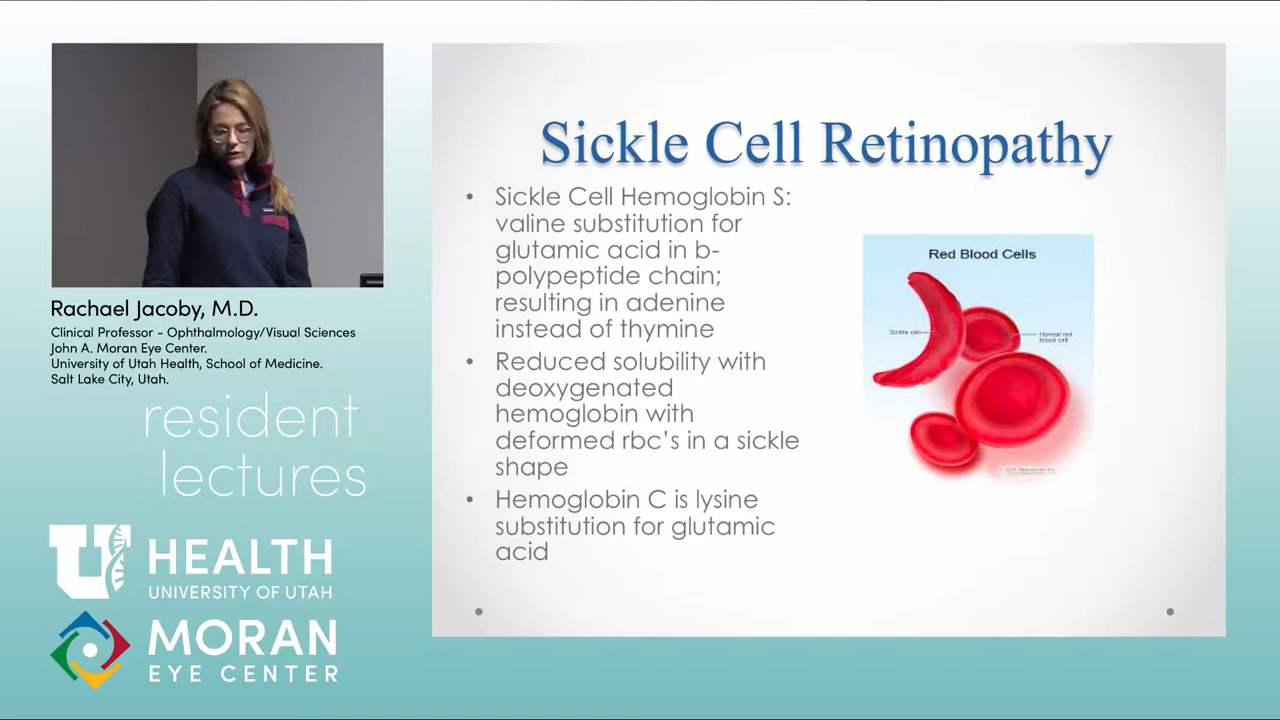 Rachael Jacoby, M.D.
Clinical Professor - Ophthalmology/Visual Sciences
John A. Moran Eye Center.
University of Utah Health, School of Medicine.
Salt Lake City, Utah.
resident
lectures
U HEALTH
UNIVERSITY OF UTAH
MORAN
EYE CENTER
Sickle Cell Retinopathy
• Sickle Cell Hemoglobin S:
valine substitution for
glutamic acid in b-
polypeptide chain;
resulting in adenine
instead of thymine
• Reduced solubility with
deoxygenated
hemoglobin with
deformed rbc’s in a sickle
shape
• Hemoglobin C is lysine
substitution for glutamic
acid
Red Blood Cells
Sickle cell
Normal red
blood cell